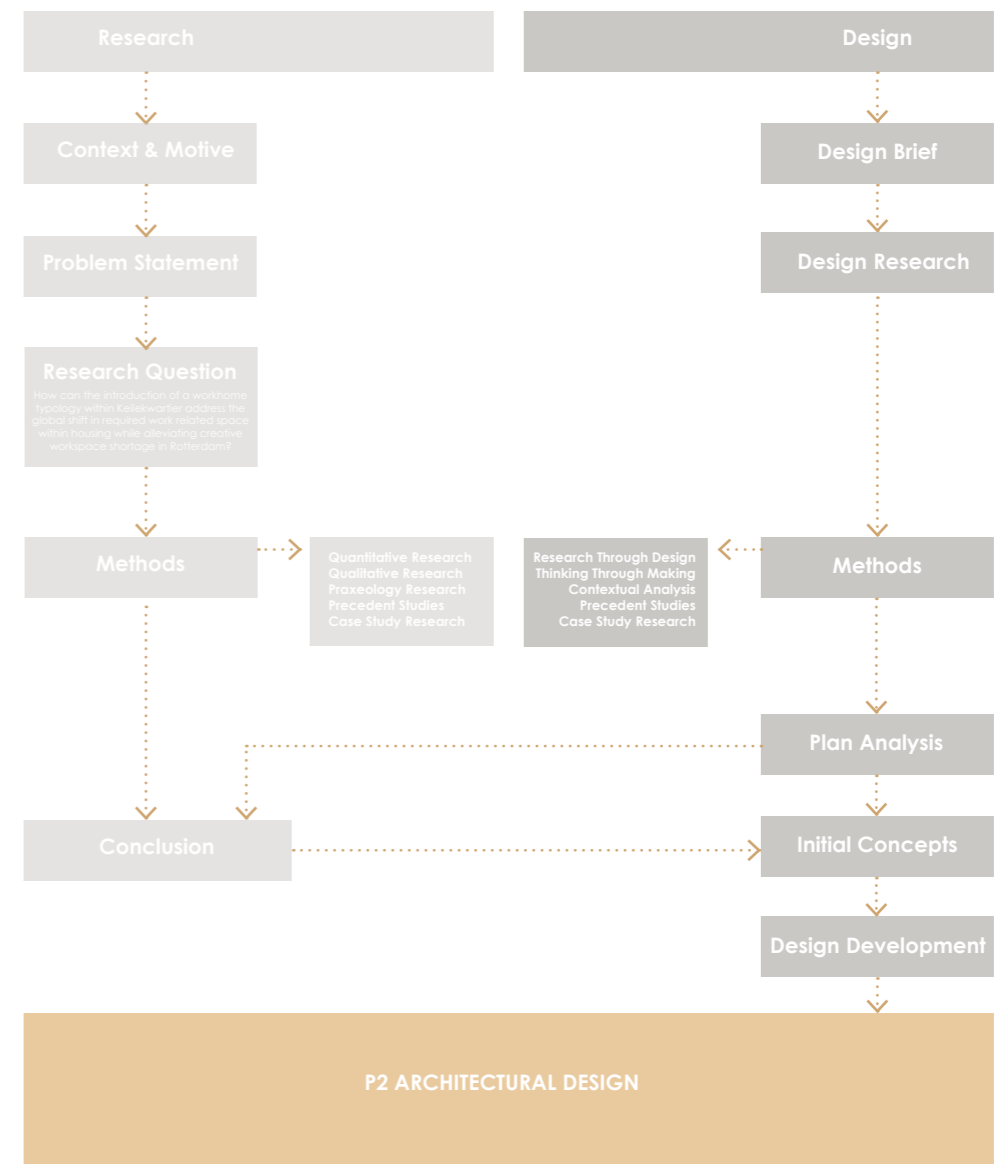 Research
Design
Context & Motive
Design Brief
Problem Statement
Design Research
Research Question
How can the introduction of a workhome
typology within Keilekwartier address the
global shift in required work related space
within housing while alleviating creative
workspace shortage in Rotterdam?
Methods
Quantitative Research
Qualitative Research
Praxeology Research
Precedent Studies
Case Study Research
Research Through Design
Thinking Through Making
Contextual Analysis
Precedent Studies
Case Study Research
Methods
Plan Analysis
Conclusion
Initial Concepts
Design Development
P2 ARCHITECTURAL DESIGN